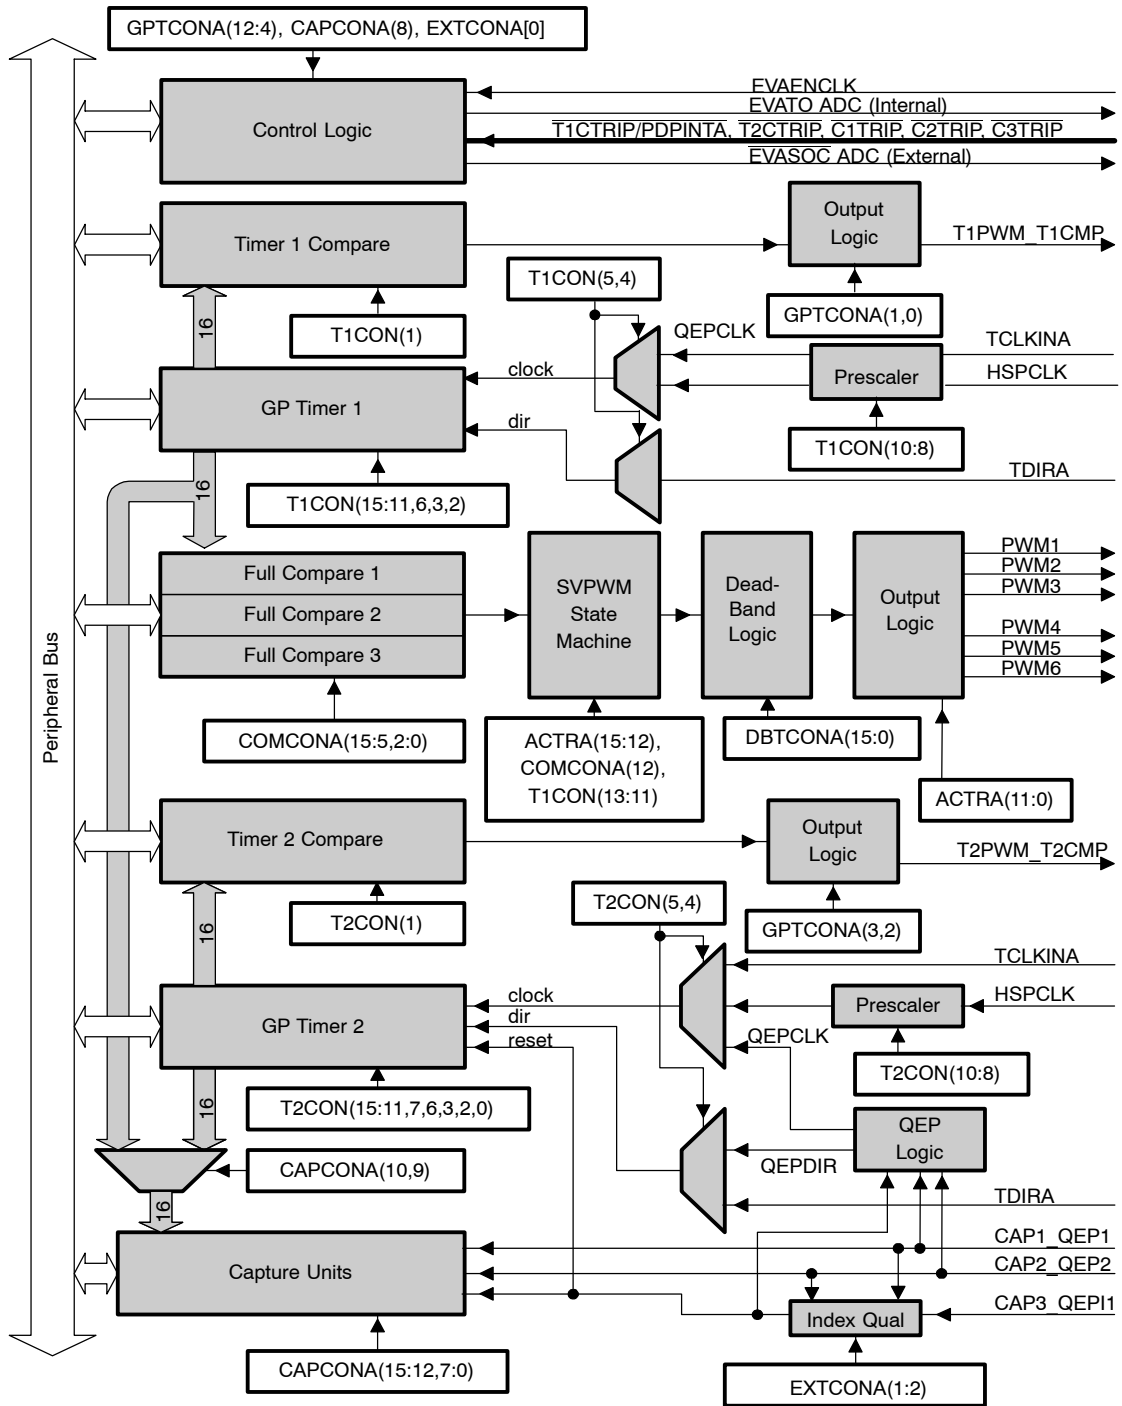 GPTCONA(12:4), CAPCONA(8), EXTCONA[0]
Control Logic
EVAENCLK
EVATO ADC (Internal)
T1CTRIP/PDPINTA, T2CTRIP, C1TRIP, C2TRIP, C3TRIP
EVASOC ADC (External)
Timer 1 Compare
Output
Logic
T1PWM_T1CMP
T1CON(5,4)
GPTCONA(1,0)
16
T1CON(1)
QEPCLK
TCLKINA
clock
Prescaler
HSPCLK
GP Timer 1
dir
T1CON(10:8)
TDIRA
16
T1CON(15:11,6,3,2)
Full Compare 1
Full Compare 2
Full Compare 3
SVPWM
State
Machine
Dead-
Band
Logic
Output
Logic
PWM1
PWM2
PWM3
PWM4
PWM5
PWM6
Peripheral Bus
COMCONA(15:5,2:0)
ACTRA(15:12),
COMCONA(12),
T1CON(13:11)
DBTCONA(15:0)
ACTRA(11:0)
Timer 2 Compare
Output
Logic
T2PWM_T2CMP
T2CON(5,4)
GPTCONA(3,2)
16
T2CON(1)
TCLKINA
clock
Prescaler
HSPCLK
GP Timer 2
dir
reset
QEPCLK
T2CON(10:8)
16
T2CON(15:11,7,6,3,2,0)
QEP
Logic
QEPDIR
CAPCONA(10,9)
TDIRA
16
CAP1_QEP1
CAP2_QEP2
Capture Units
CAP3_QEPI1
Index Qual
CAPCONA(15:12,7:0)
EXTCONA(1:2)